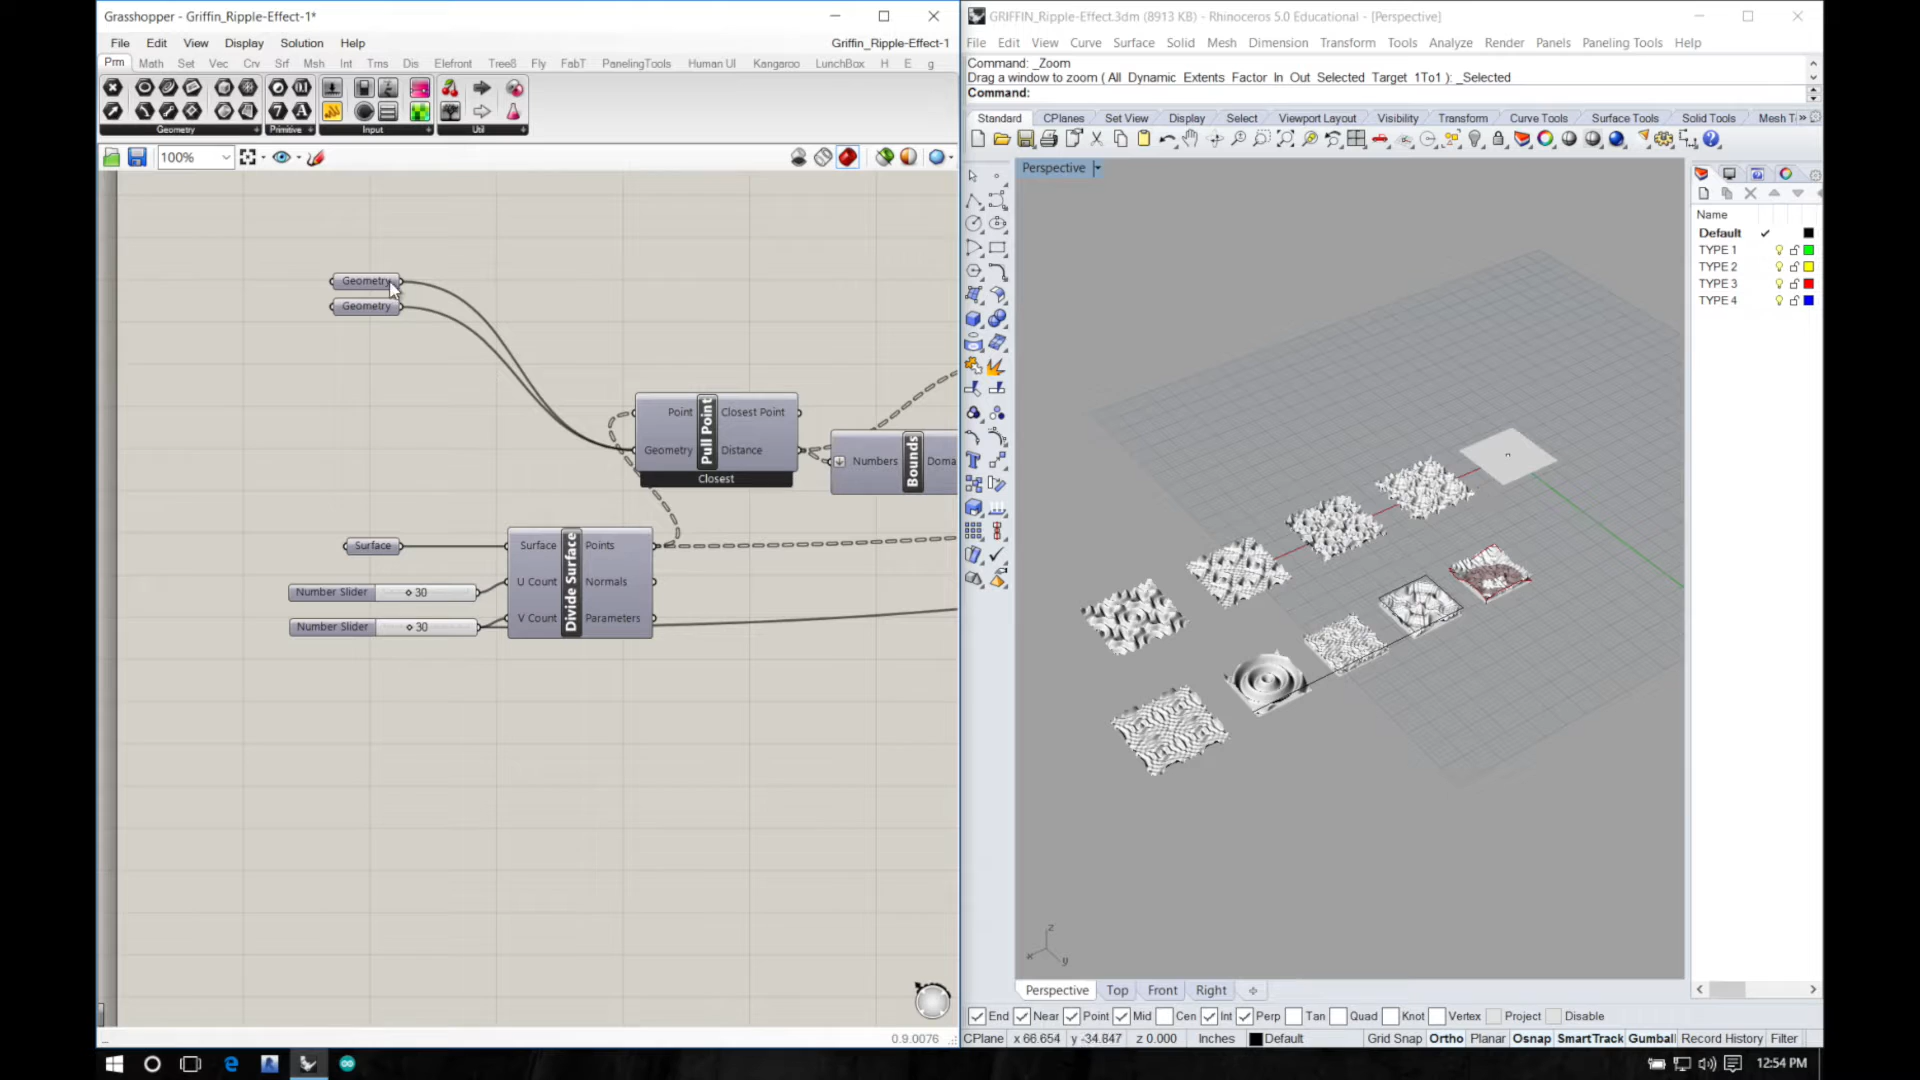 Grasshopper - Griffin_Ripple-Effect-1*
File Edit View Display Solution Help
Griffin_Ripple-Effect-1
Prm Math Set Vec Crv Srf Msh Int Trns Dis Elefront Tree8 Fly FabT PanelingTools Human UI Kangaroo LunchBox H E g
Geometry Primitive Input Util
100%
Geometry
Geometry
Point Closest Point
Geometry Distance
Pull Point
Closest
Numbers Doma
Bounds
Surface
Number Slider 30
Number Slider 30
Surface Points
U Count Normals
V Count Parameters
Divide Surface
0.9.0076
GRIFFIN_Ripple-Effect.3dm (8913 KB) - Rhinoceros 5.0 Educational - [Perspective]
File Edit View Curve Surface Solid Mesh Dimension Transform Tools Analyze Render Panels Paneling Tools Help
Command: _Zoom
Drag a window to zoom ( All Dynamic Extents Factor In Out Selected Target 1To1 ): _Selected
Command:
Standard CPlanes Set View Display Select Viewport Layout Visibility Transform Curve Tools Surface Tools Solid Tools Mesh T
Perspective
Name
Default
TYPE 1
TYPE 2
TYPE 3
TYPE 4
z
x
y
Perspective Top Front Right
End Near Point Mid Cen Int Perp Tan Quad Knot Vertex Project Disable
CPlane x 66.654 y -34.847 z 0.000 Inches Default Grid Snap Ortho Planar Osnap SmartTrack Gumball Record History Filter
12:54 PM